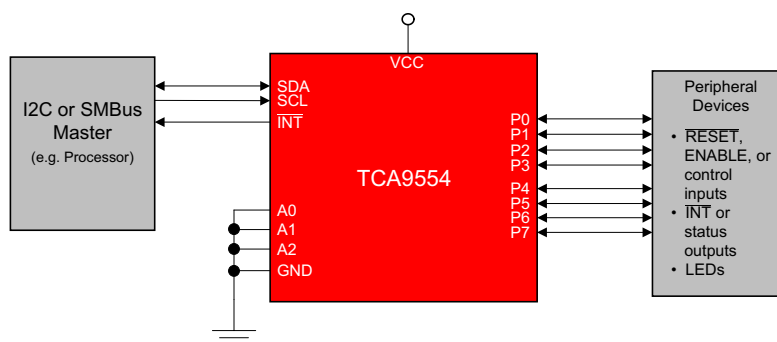 VCC
I2C or SMBus
Master
(e.g. Processor)
SDA
SCL
INT
A0
A1
A2
GND
TCA9554
P0
P1
P2
P3
P4
P5
P6
P7
Peripheral
Devices
• RESET,
ENABLE, or
control
inputs
• INT or
status
outputs
• LEDs